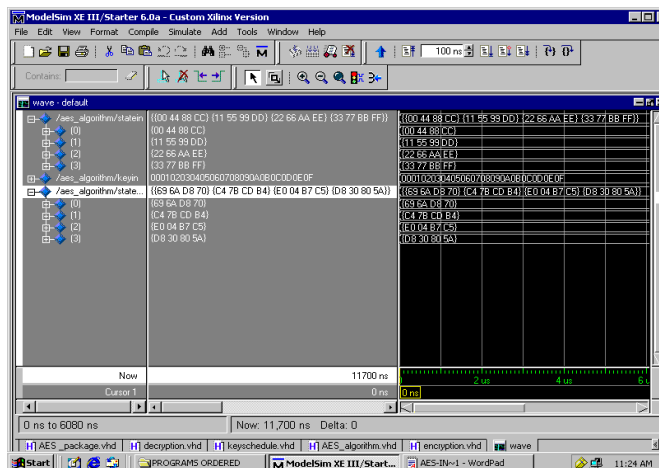 ModelSim XE III/Starter 6.0a - Custom Xilinx Version
File Edit View Format Compile Simulate Add Tools Window Help
100 ns
Contains:
wave - default
/aes_algorithm/statein {{00 44 88 CC} {11 55 99 DD} {22 66 AA EE} {33 77 BB FF}} {{00 44 88 CC} {11 55 99 DD} {22 66 AA EE} {33 77 BB FF}}
(0) {00 44 88 CC} {00 44 88 CC}
(1) {11 55 99 DD} {11 55 99 DD}
(2) {22 66 AA EE} {22 66 AA EE}
(3) {33 77 BB FF} {33 77 BB FF}
/aes_algorithm/keyin 000102030405060708090A0B0C0D0E0F 000102030405060708090A0B0C0D0E0F
/aes_algorithm/state... {{69 6A D8 70} {C4 7B CD B4} {E0 04 B7 C5} {D8 30 80 5A}} {{69 6A D8 70} {C4 7B CD B4} {E0 04 B7 C5} {D8 30 80 5A}}
(0) {69 6A D8 70} {69 6A D8 70}
(1) {C4 7B CD B4} {C4 7B CD B4}
(2) {E0 04 B7 C5} {E0 04 B7 C5}
(3) {D8 30 80 5A} {D8 30 80 5A}
Now 11700 ns 2 us 4 us 6 u
Cursor 1 0 ns 0 ns
0 ns to 6080 ns Now: 11,700 ns Delta: 0
AES _package.vhd decryption.vhd keyschedule.vhd AES_algorithm.vhd encryption.vhd wave
Start PROGRAMS ORDERED ModelSim XE III/Start... AES-IN~1 - WordPad 11:24 AM